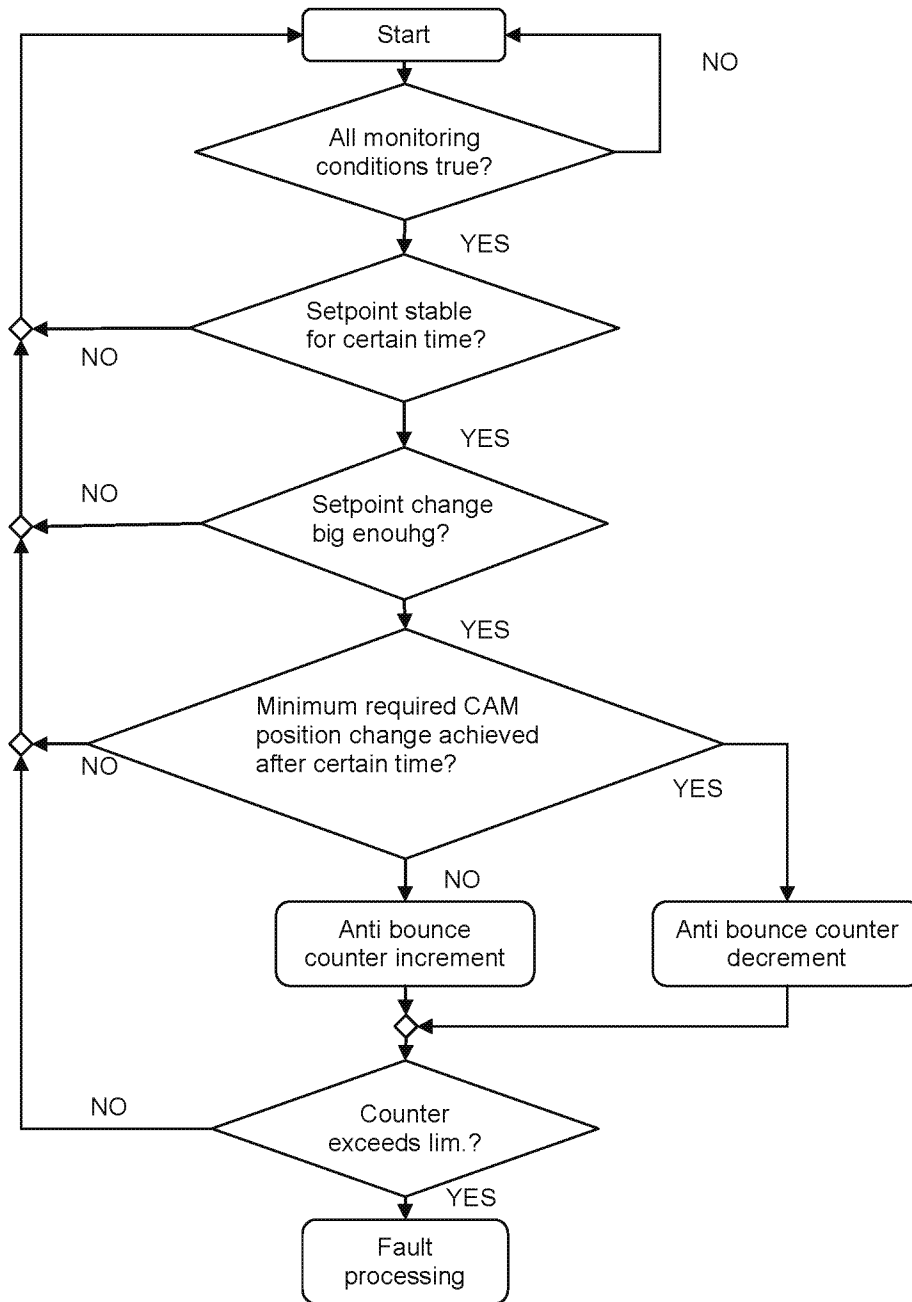 Start
NO
All monitoring
conditions true?
YES
Setpoint stable
for certain time?
NO
YES
Setpoint change
big enouhg?
NO
YES
Minimum required CAM
position change achieved
after certain time?
NO
YES
NO
Anti bounce
counter increment
Anti bounce counter
decrement
Counter
exceeds lim.?
NO
YES
Fault
processing